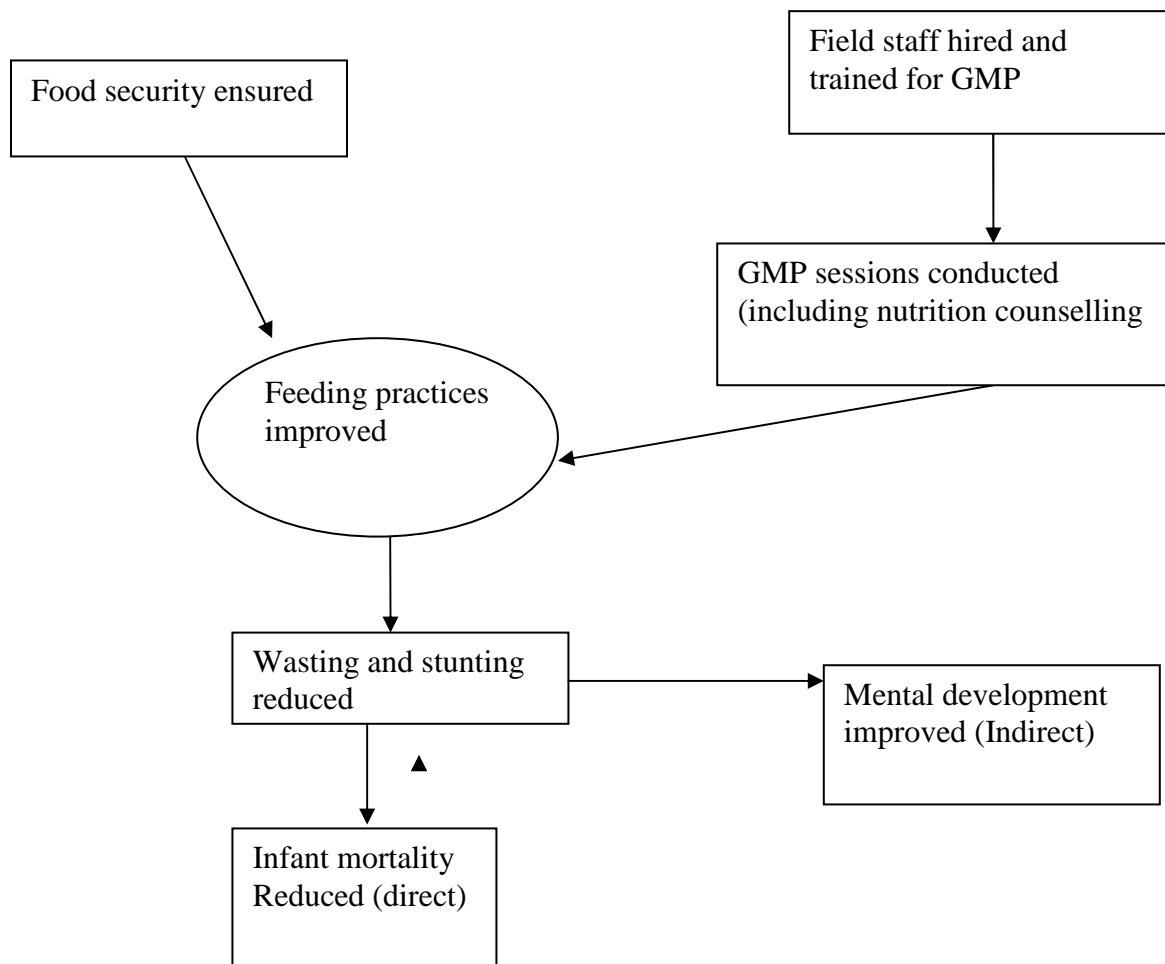 Food security ensured
Field staff hired and
trained for GMP
GMP sessions conducted
(including nutrition counselling
Feeding practices
improved
Wasting and stunting
reduced
Mental development
improved (Indirect)
Infant mortality
Reduced (direct)